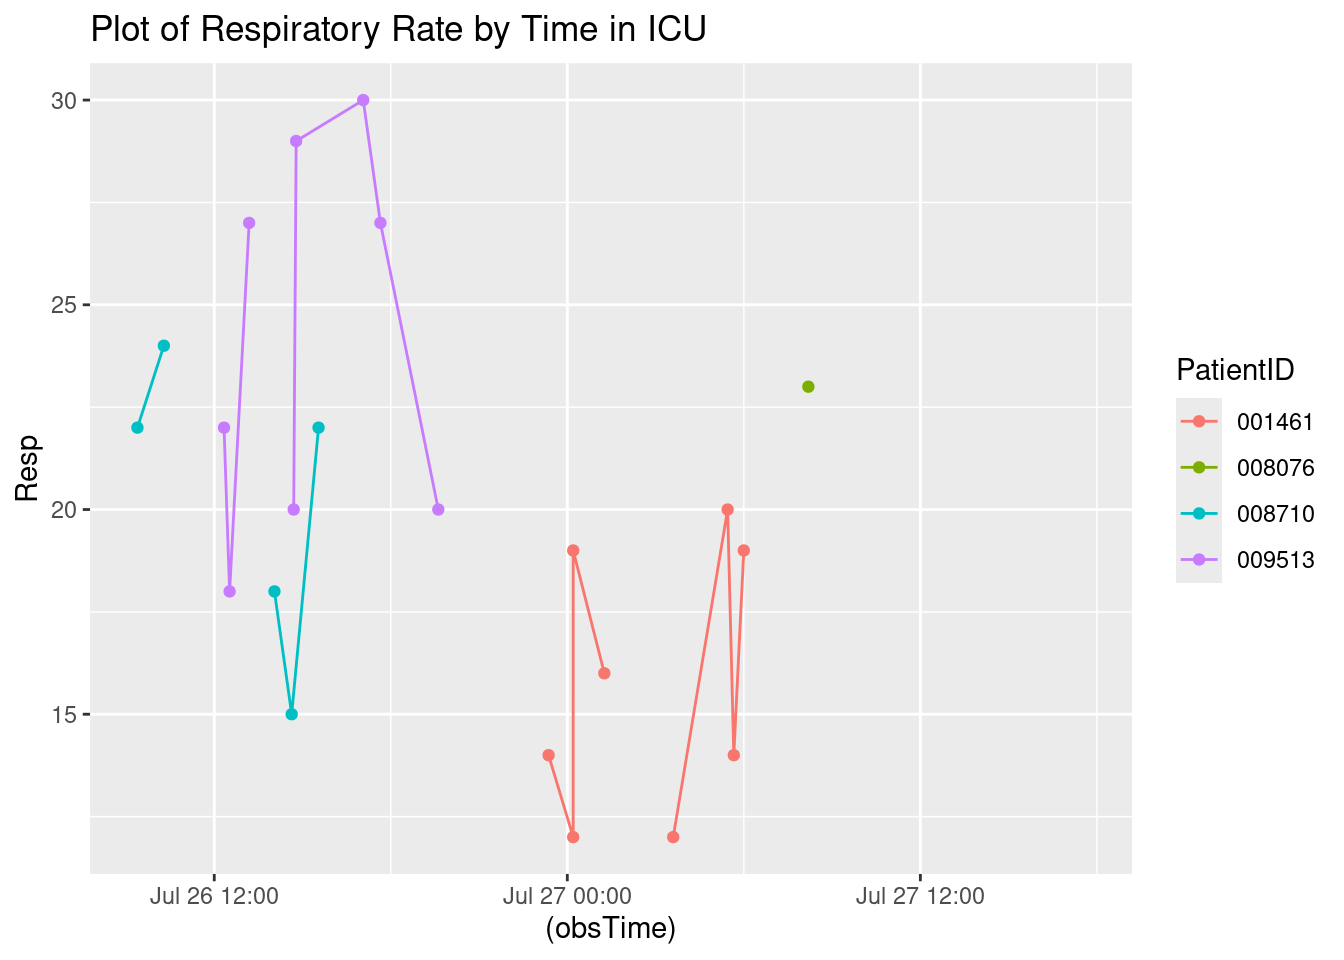 Plot of Respiratory Rate by Time in ICU
30
25
20
15
Resp
Jul 26 12:00
Jul 27 00:00
Jul 27 12:00
(obsTime)
PatientID
001461
008076
008710
009513